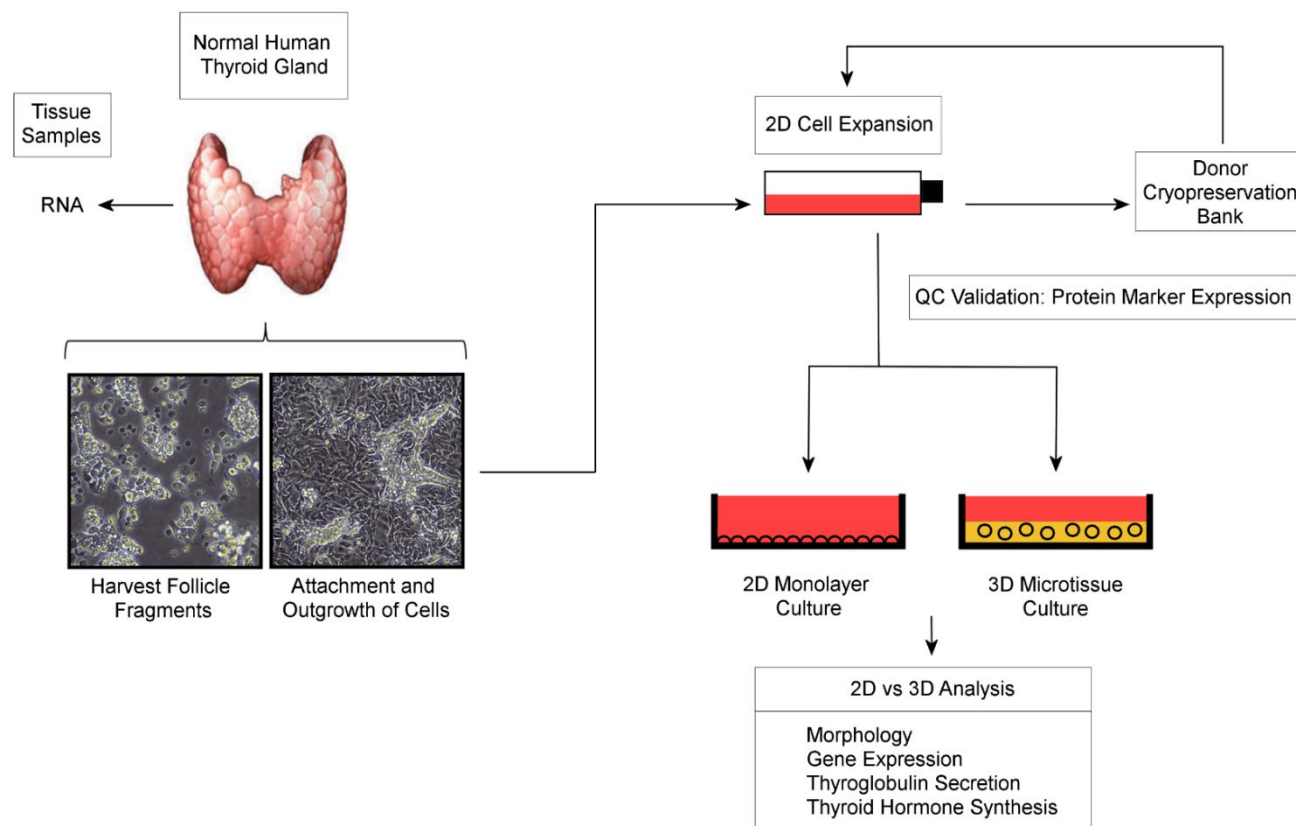 Normal Human
Thyroid Gland
Tissue
Samples
RNA
Harvest Follicle
Fragments
Attachment and
Outgrowth of Cells
2D Cell Expansion
Donor
Cryopreservation
Bank
QC Validation: Protein Marker Expression
2D Monolayer
Culture
3D Microtissue
Culture
2D vs 3D Analysis
Morphology
Gene Expression
Thyroglobulin Secretion
Thyroid Hormone Synthesis